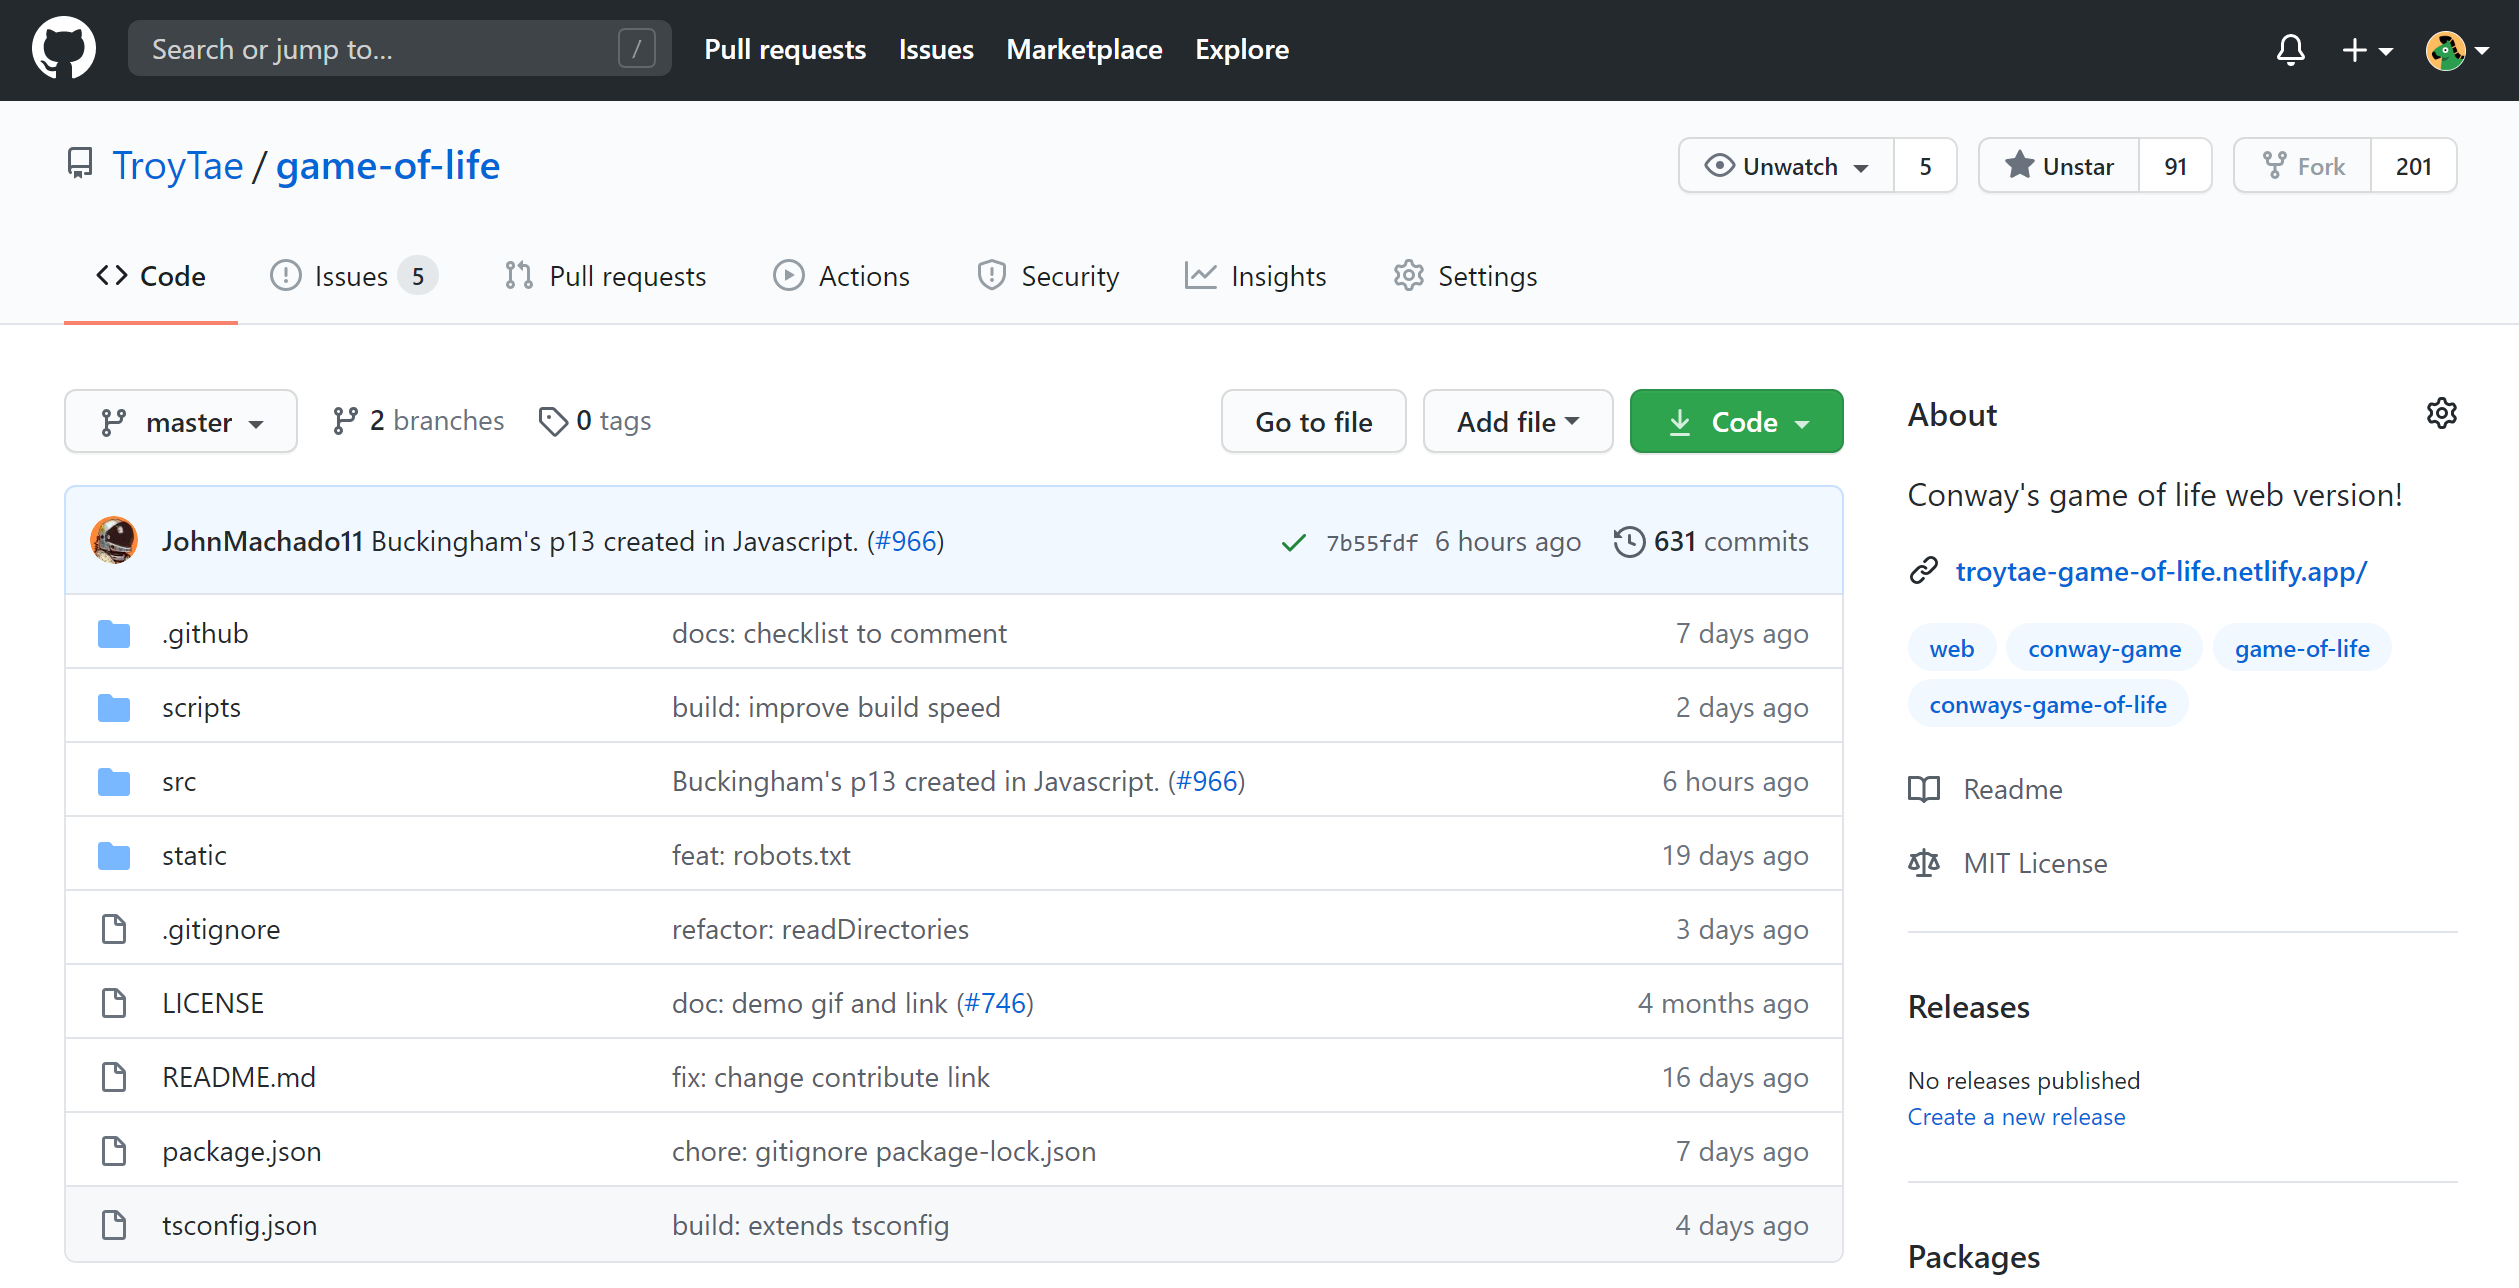 Search or jump to... / Pull requests Issues Marketplace Explore
TroyTae / game-of-life Unwatch 5 Unstar 91 Fork 201
Code Issues 5 Pull requests Actions Security Insights Settings
master 2 branches 0 tags Go to file Add file Code
JohnMachado11 Buckingham's p13 created in Javascript. (#966) 7b55fdf 6 hours ago 631 commits
.github docs: checklist to comment 7 days ago
scripts build: improve build speed 2 days ago
src Buckingham's p13 created in Javascript. (#966) 6 hours ago
static feat: robots.txt 19 days ago
.gitignore refactor: readDirectories 3 days ago
LICENSE doc: demo gif and link (#746) 4 months ago
README.md fix: change contribute link 16 days ago
package.json chore: gitignore package-lock.json 7 days ago
tsconfig.json build: extends tsconfig 4 days ago
About
Conway's game of life web version!
troytae-game-of-life.netlify.app/
web conway-game game-of-life
conways-game-of-life
Readme
MIT License
Releases
No releases published
Create a new release
Packages